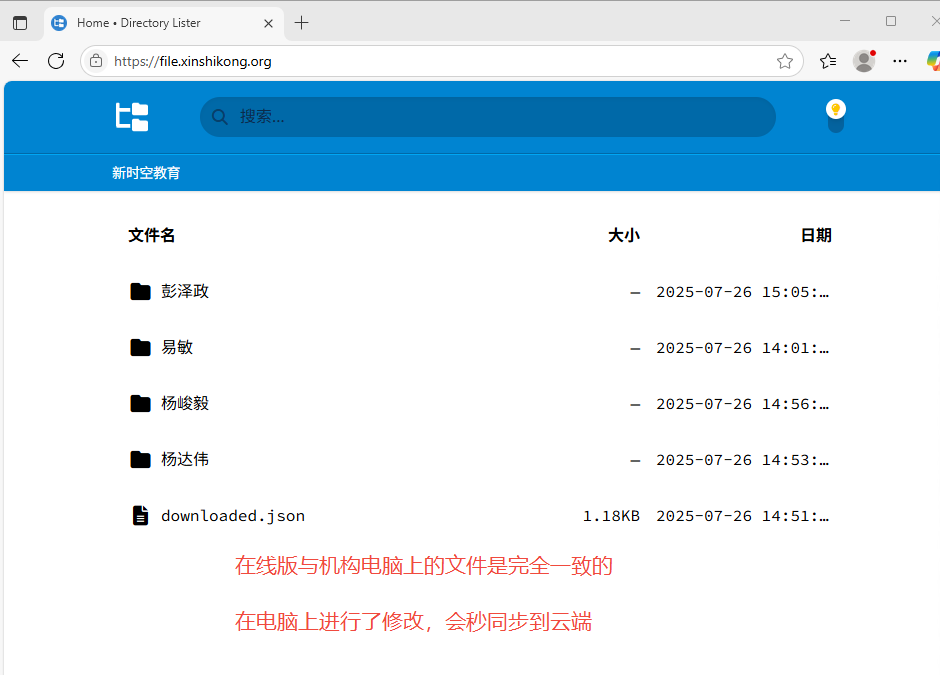 Home • Directory Lister
https://file.xinshikong.org
搜索...
新时空教育
文件名 大小 日期
彭泽政 — 2025-07-26 15:05:…
易敏 — 2025-07-26 14:01:…
杨峻毅 — 2025-07-26 14:56:…
杨达伟 — 2025-07-26 14:53:…
downloaded.json 1.18KB 2025-07-26 14:51:…
在线版与机构电脑上的文件是完全一致的
在电脑上进行了修改，会秒同步到云端